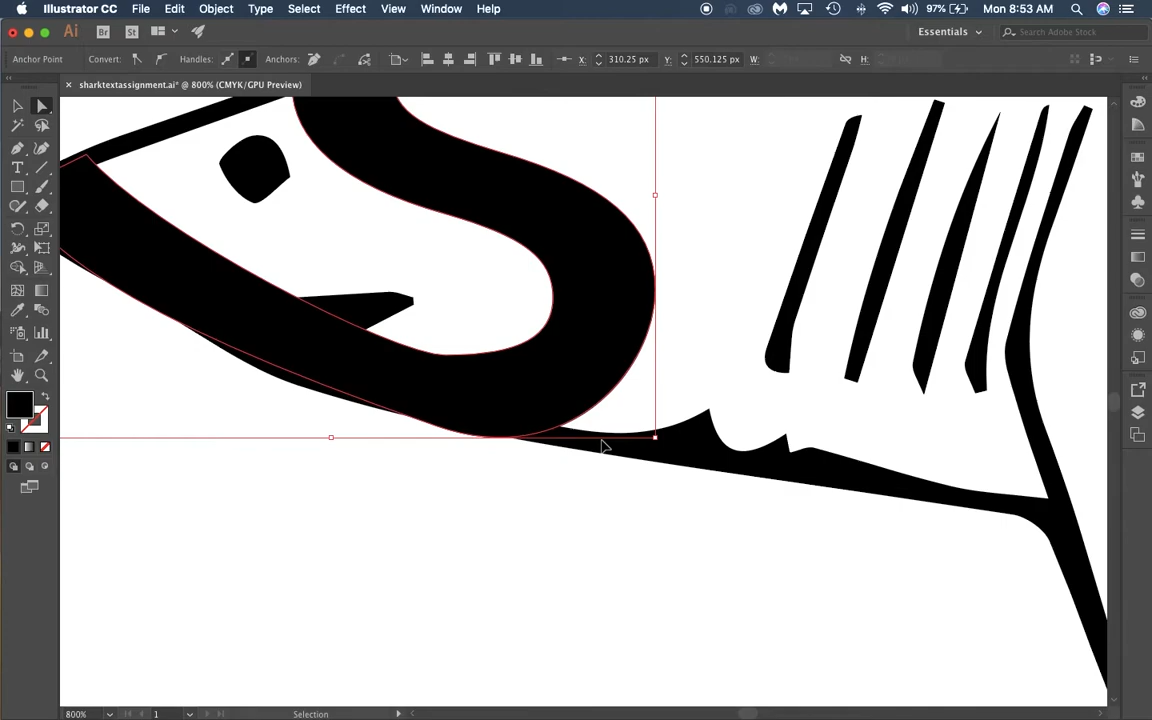 Illustrator CC File Edit Object Type Select Effect View Window Help 97% Mon 8:53 AM
Ai Br St Essentials Search Adobe Stock
Anchor Point Convert: Handles: Anchors: X: 310.25 px Y: 550.125 px W: H:
× sharktextassignment.ai* @ 800% (CMYK/GPU Preview)
T
800% 1 Selection